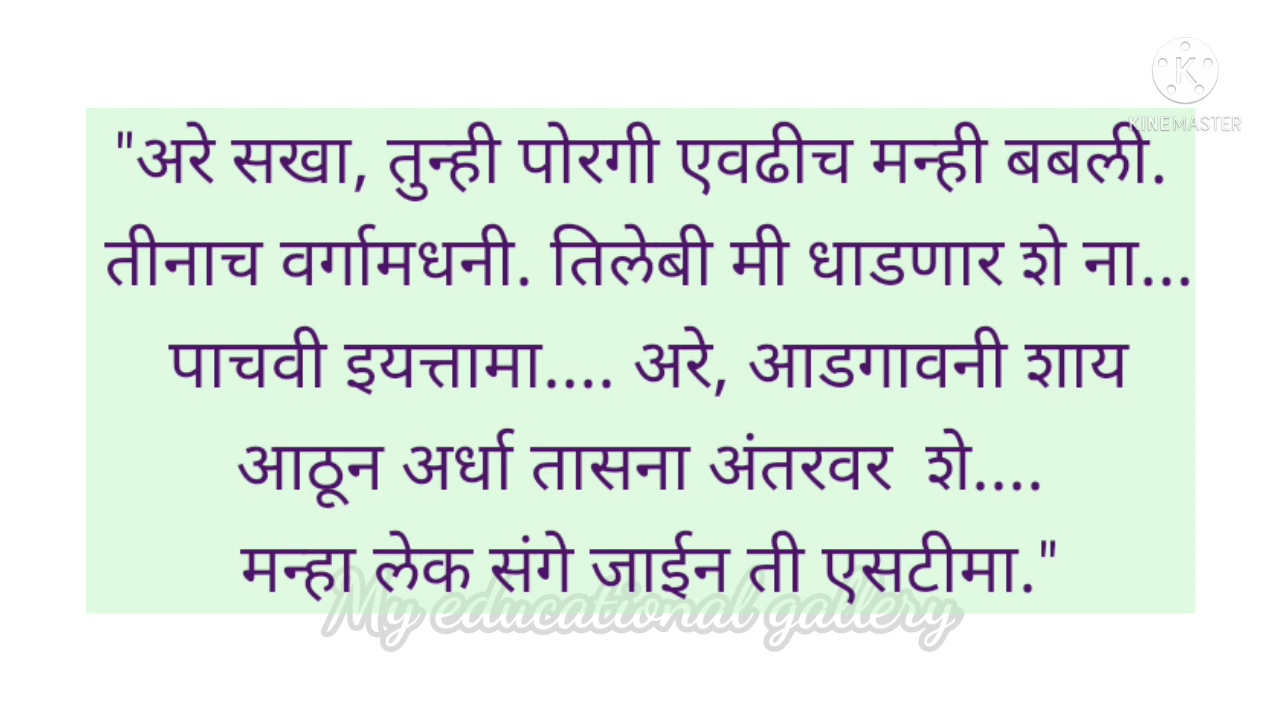 KINEMASTER
"अरे सखा, तुन्ही पोरगी एवढीच मन्ही बबली.
तीनाच वर्गामधनी. तिलेबी मी धाडणार शे ना...
पाचवी इयत्तामा.... अरे, आडगावनी शाय
आठून अर्धा तासना अंतरवर शे....
मन्हा लेक संगे जाईन ती एसटीमा."
My educational gallery